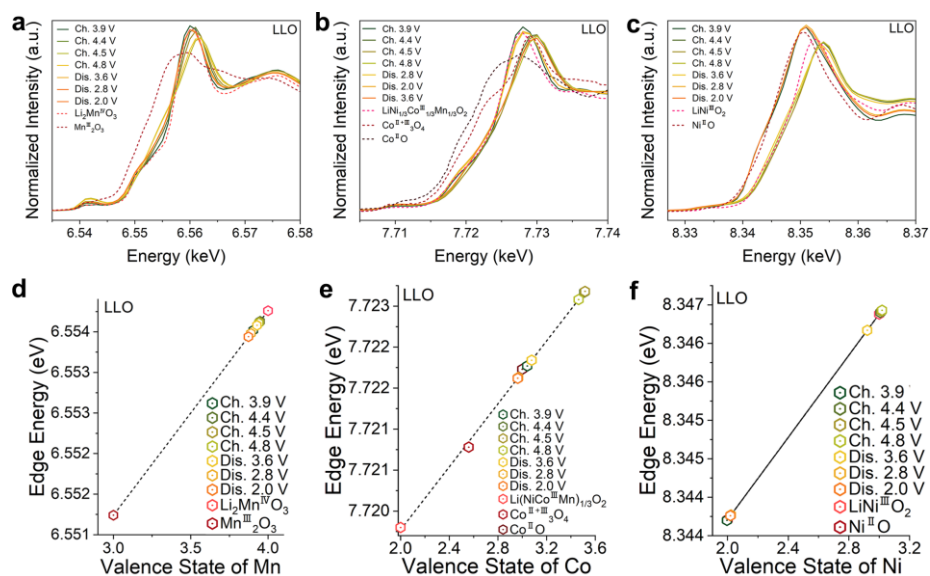 a
LLO
Ch. 3.9 V
Ch. 4.4 V
Ch. 4.5 V
Ch. 4.8 V
Dis. 3.6 V
Dis. 2.8 V
Dis. 2.0 V
Li₂MnᴵⱽO₃
Mnᴵᴵᴵ₂O₃
Normalized Intensity (a.u.)
6.54 6.55 6.56 6.57 6.58
Energy (keV)
b
LLO
Ch. 3.9 V
Ch. 4.4 V
Ch. 4.5 V
Ch. 4.8 V
Dis. 2.8 V
Dis. 2.0 V
Dis. 3.6 V
LiNi₁/₃Coᴵᴵᴵ₁/₃Mn₁/₃O₂
Coᴵᴵ⁺ᴵᴵᴵ₃O₄
CoᴵᴵO
Normalized Intensity (a.u.)
7.71 7.72 7.73 7.74
Energy (keV)
c
LLO
Ch. 3.9 V
Ch. 4.4 V
Ch. 4.5 V
Ch. 4.8 V
Dis. 3.6 V
Dis. 2.8 V
Dis. 2.0 V
LiNiᴵᴵᴵO₂
NiᴵᴵO
Normalized Intensity (a.u.)
8.33 8.34 8.35 8.36 8.37
Energy (keV)
d
LLO
6.554
6.553
6.553
6.552
6.552
6.551
Edge Energy (eV)
Ch. 3.9 V
Ch. 4.4 V
Ch. 4.5 V
Ch. 4.8 V
Dis. 3.6 V
Dis. 2.8 V
Dis. 2.0 V
Li₂MnᴵⱽO₃
Mnᴵᴵᴵ₂O₃
3.0 3.5 4.0
Valence State of Mn
e
LLO
7.723
7.722
7.722
7.721
7.720
Edge Energy (eV)
Ch. 3.9 V
Ch. 4.4 V
Ch. 4.5 V
Ch. 4.8 V
Dis. 3.6 V
Dis. 2.8 V
Dis. 2.0 V
Li(NiCoᴵᴵᴵMn)₁/₃O₂
Coᴵᴵ⁺ᴵᴵᴵ₃O₄
CoᴵᴵO
2.0 2.4 2.8 3.2 3.6
Valence State of Co
f
LLO
8.347
8.346
8.346
8.345
8.344
8.344
Edge Energy (eV)
Ch. 3.9
Ch. 4.4 V
Ch. 4.5 V
Ch. 4.8 V
Dis. 3.6 V
Dis. 2.8 V
Dis. 2.0 V
LiNiᴵᴵᴵO₂
NiᴵᴵO
2.0 2.4 2.8 3.2
Valence State of Ni